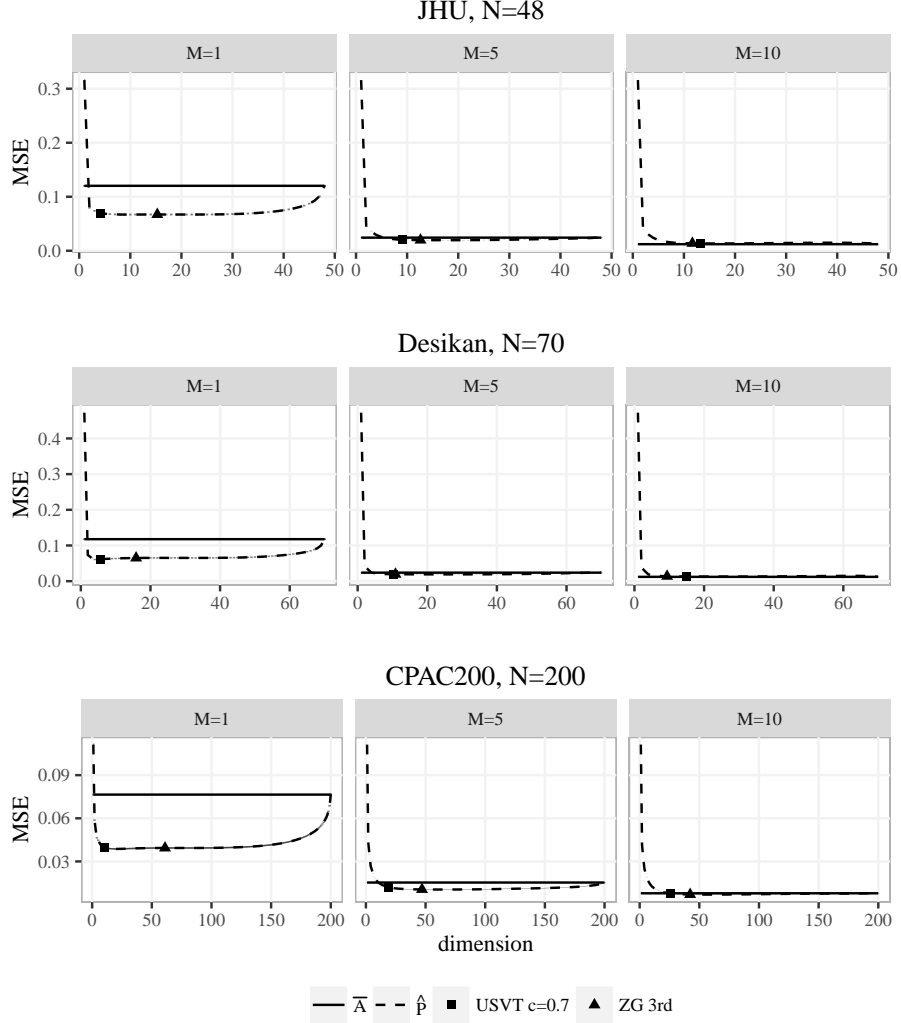 JHU, N=48
M=1 M=5 M=10
MSE
0.3
0.2
0.1
0.0
0 10 20 30 40 50 0 10 20 30 40 50 0 10 20 30 40 50
Desikan, N=70
M=1 M=5 M=10
MSE
0.4
0.3
0.2
0.1
0.0
0 20 40 60 0 20 40 60 0 20 40 60
CPAC200, N=200
M=1 M=5 M=10
MSE
0.09
0.06
0.03
0 50 100 150 200 0 50 100 150 200 0 50 100 150 200
dimension
A̅ P̂ USVT c=0.7 ZG 3rd